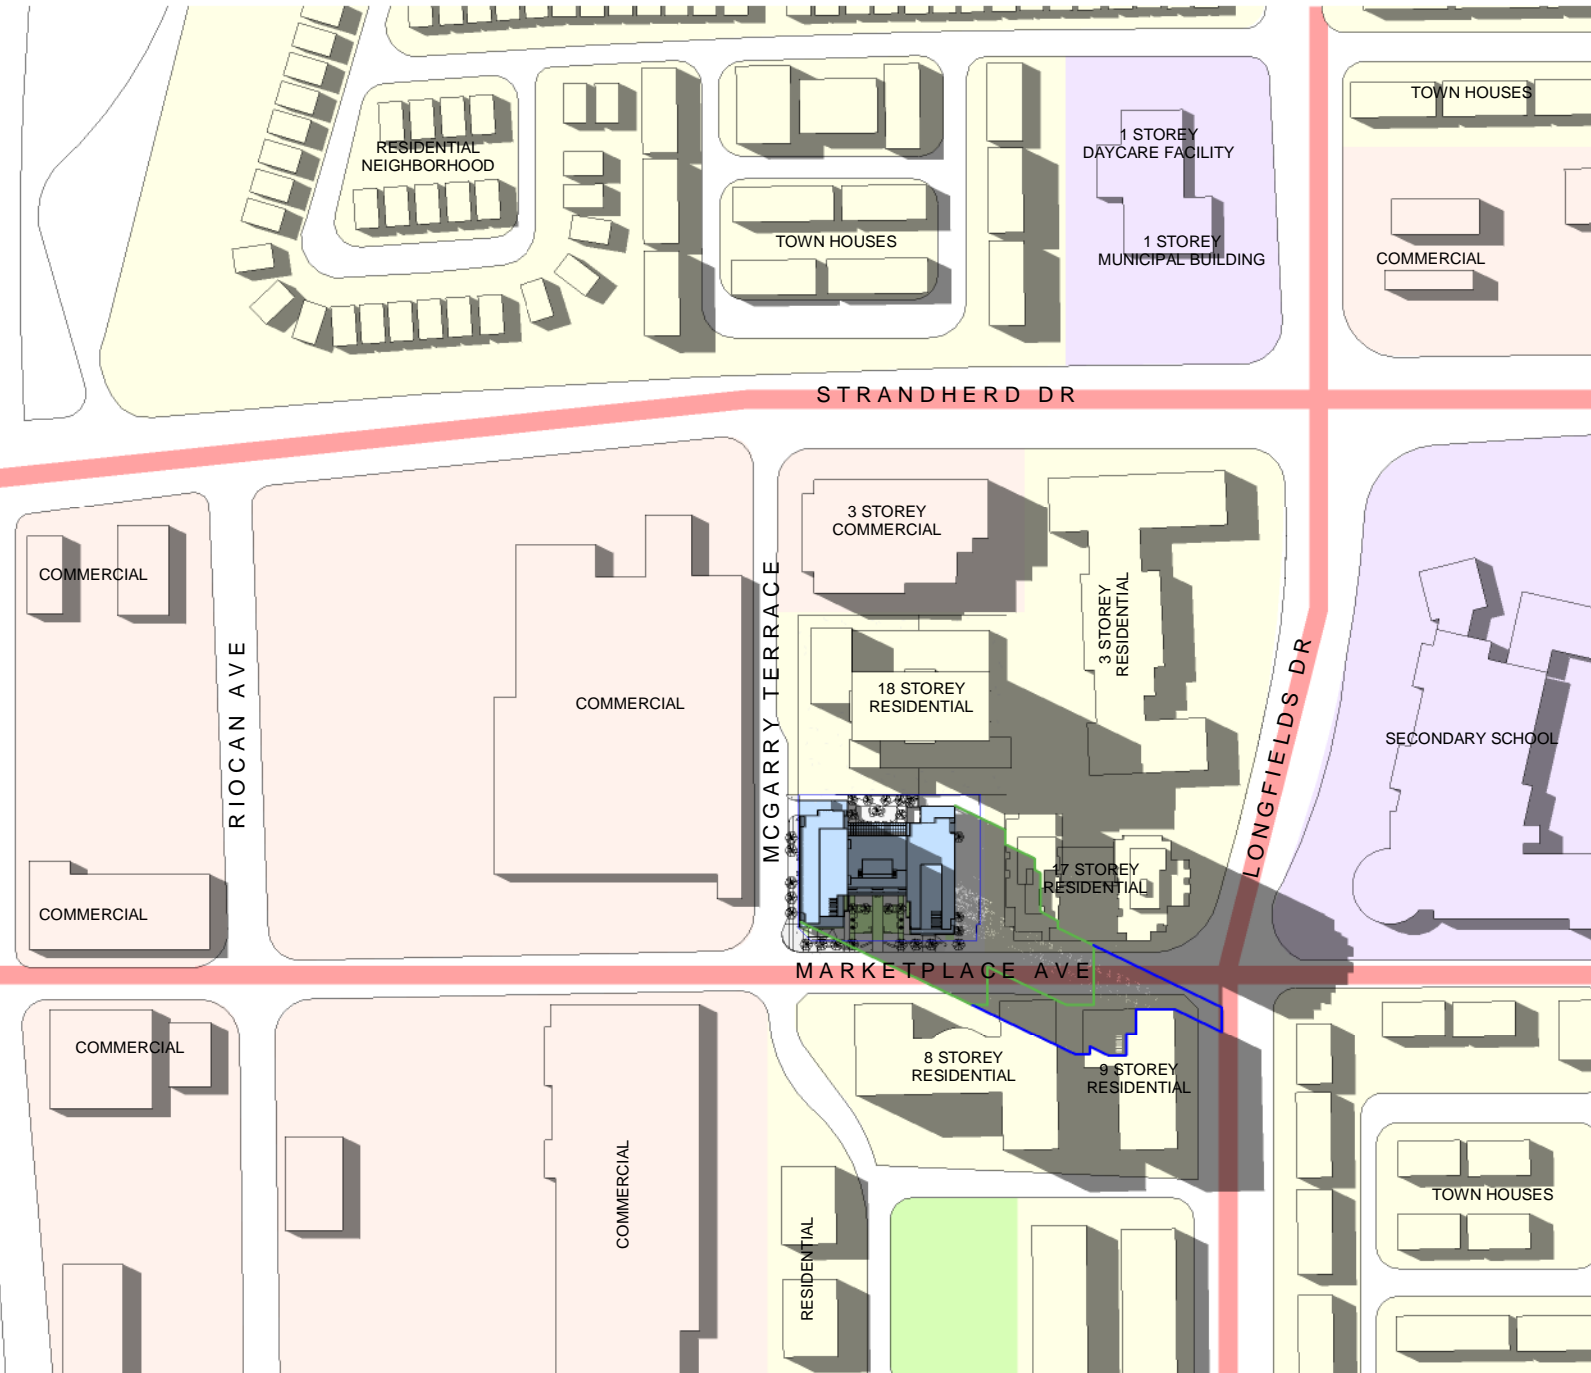 TOWN HOUSES
1 STOREY
DAYCARE FACILITY
RESIDENTIAL
NEIGHBORHOOD
TOWN HOUSES
1 STOREY
MUNICIPAL BUILDING
COMMERCIAL
STRANDHERD DR
3 STOREY
COMMERCIAL
COMMERCIAL
RIOCAN AVE
MCGARRY TERRACE
3 STOREY
RESIDENTIAL
LONGFIELDS DR
COMMERCIAL
18 STOREY
RESIDENTIAL
SECONDARY SCHOOL
17 STOREY
RESIDENTIAL
COMMERCIAL
MARKETPLACE AVE
COMMERCIAL
8 STOREY
RESIDENTIAL
9 STOREY
RESIDENTIAL
COMMERCIAL
RESIDENTIAL
TOWN HOUSES